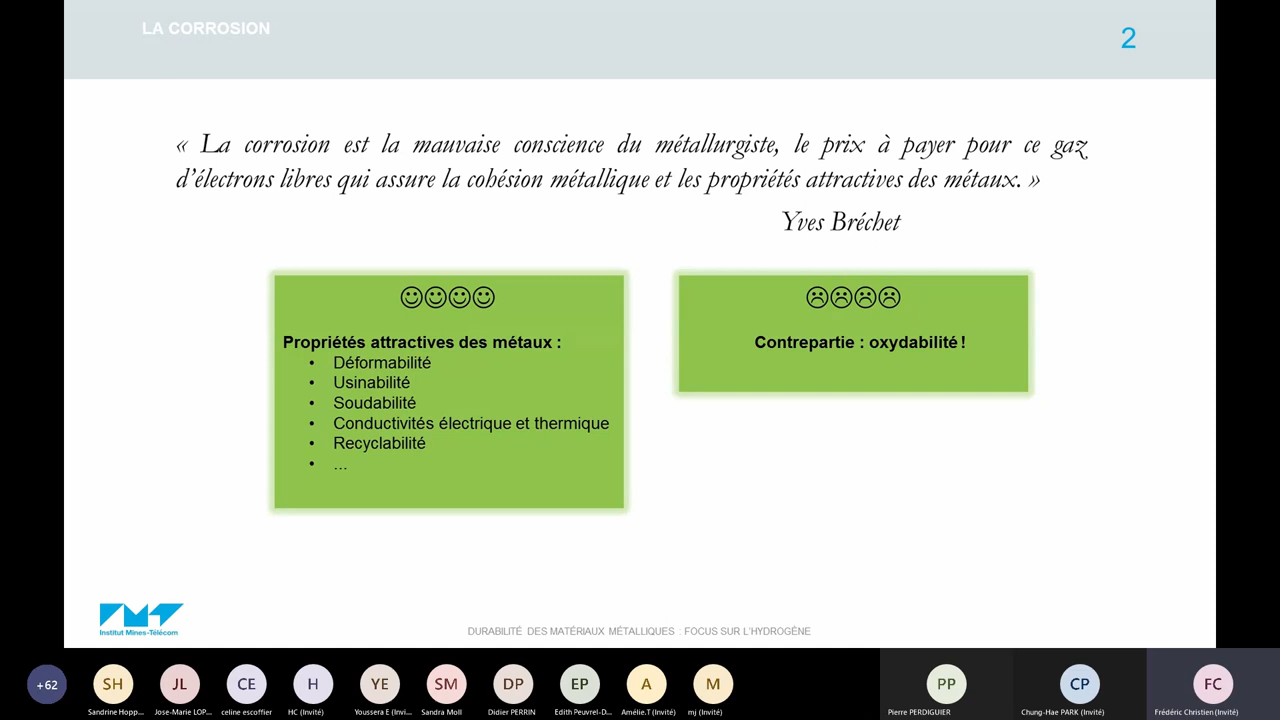 LA CORROSION
2
« La corrosion est la mauvaise conscience du métallurgiste, le prix à payer pour ce gaz
d’électrons libres qui assure la cohésion métallique et les propriétés attractives des métaux. »
Yves Bréchet
☺☺☺☺
Propriétés attractives des métaux :
• Déformabilité
• Usinabilité
• Soudabilité
• Conductivités électrique et thermique
• Recyclabilité
• ...
☹☹☹☹
Contrepartie : oxydabilité !
IMT
Institut Mines-Télécom
DURABILITÉ DES MATÉRIAUX MÉTALLIQUES : FOCUS SUR L’HYDROGÈNE
+62
SH
JL
CE
H
YE
SM
DP
EP
A
M
PP
CP
FC
Sandrine Hopp...
Jose-Marie LOP...
celine escoffier
HC (Invité)
Youssera E (Invi...
Sandra Moll
Didier PERRIN
Edith Peuvrel-D...
Amélie.T (Invité)
mj (Invité)
Pierre PERDIGUIER
Chung-Hae PARK (Invité)
Frédéric Christien (Invité)